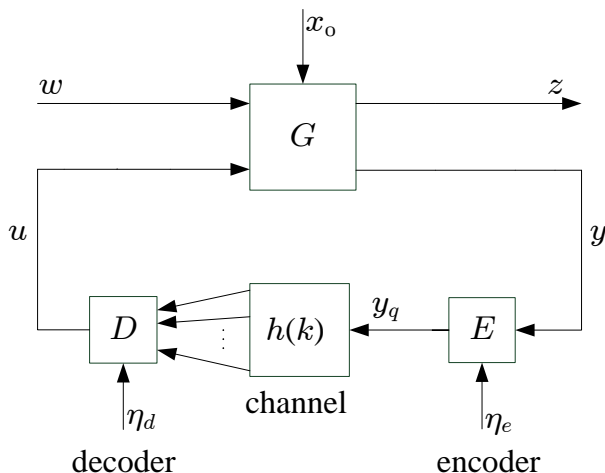 x_o
w
z
G
u
y
D
h(k)
y_q
E
channel
η_d
η_e
decoder
encoder